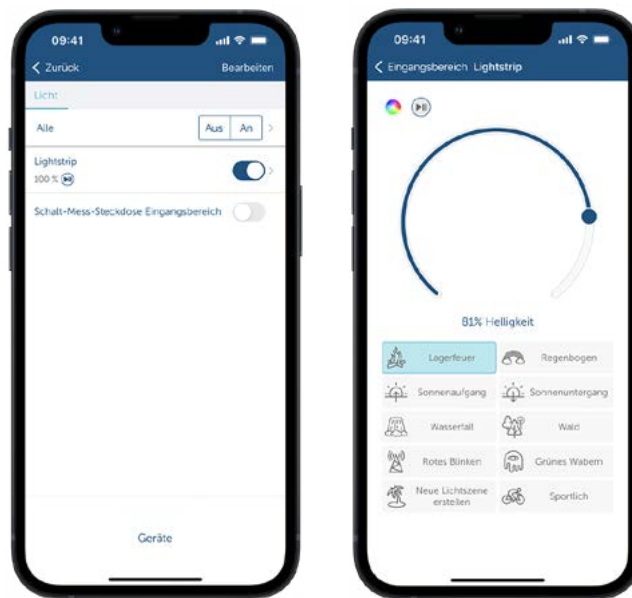 09:41
Zurück
Bearbeiten
Licht
Alle
Aus
An
Lightstrip
100 %
Schalt-Mess-Steckdose Eingangsbereich
Geräte
09:41
Eingangsbereich Lightstrip
81% Helligkeit
Lagerfeuer
Regenbogen
Sonnenaufgang
Sonnenuntergang
Wasserfall
Wald
Rotes Blinken
Grünes Wabern
Neue Lichtszene
erstellen
Sportlich